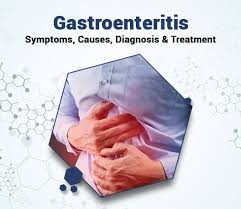 Gastroenteritis
Symptoms, Causes, Diagnosis & Treatment